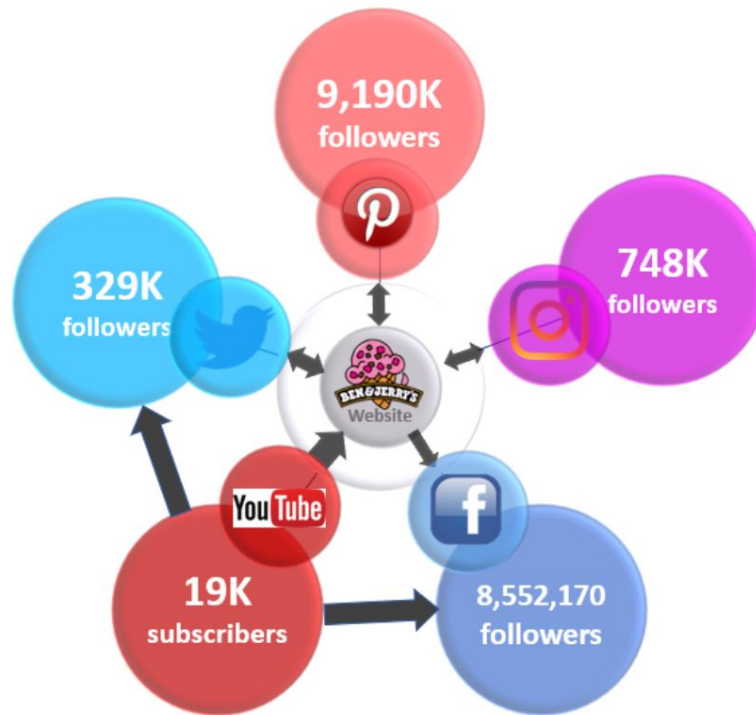 9,190K
followers
748K
followers
329K
followers
BEN & JERRY'S
Website
YouTube
19K
subscribers
8,552,170
followers